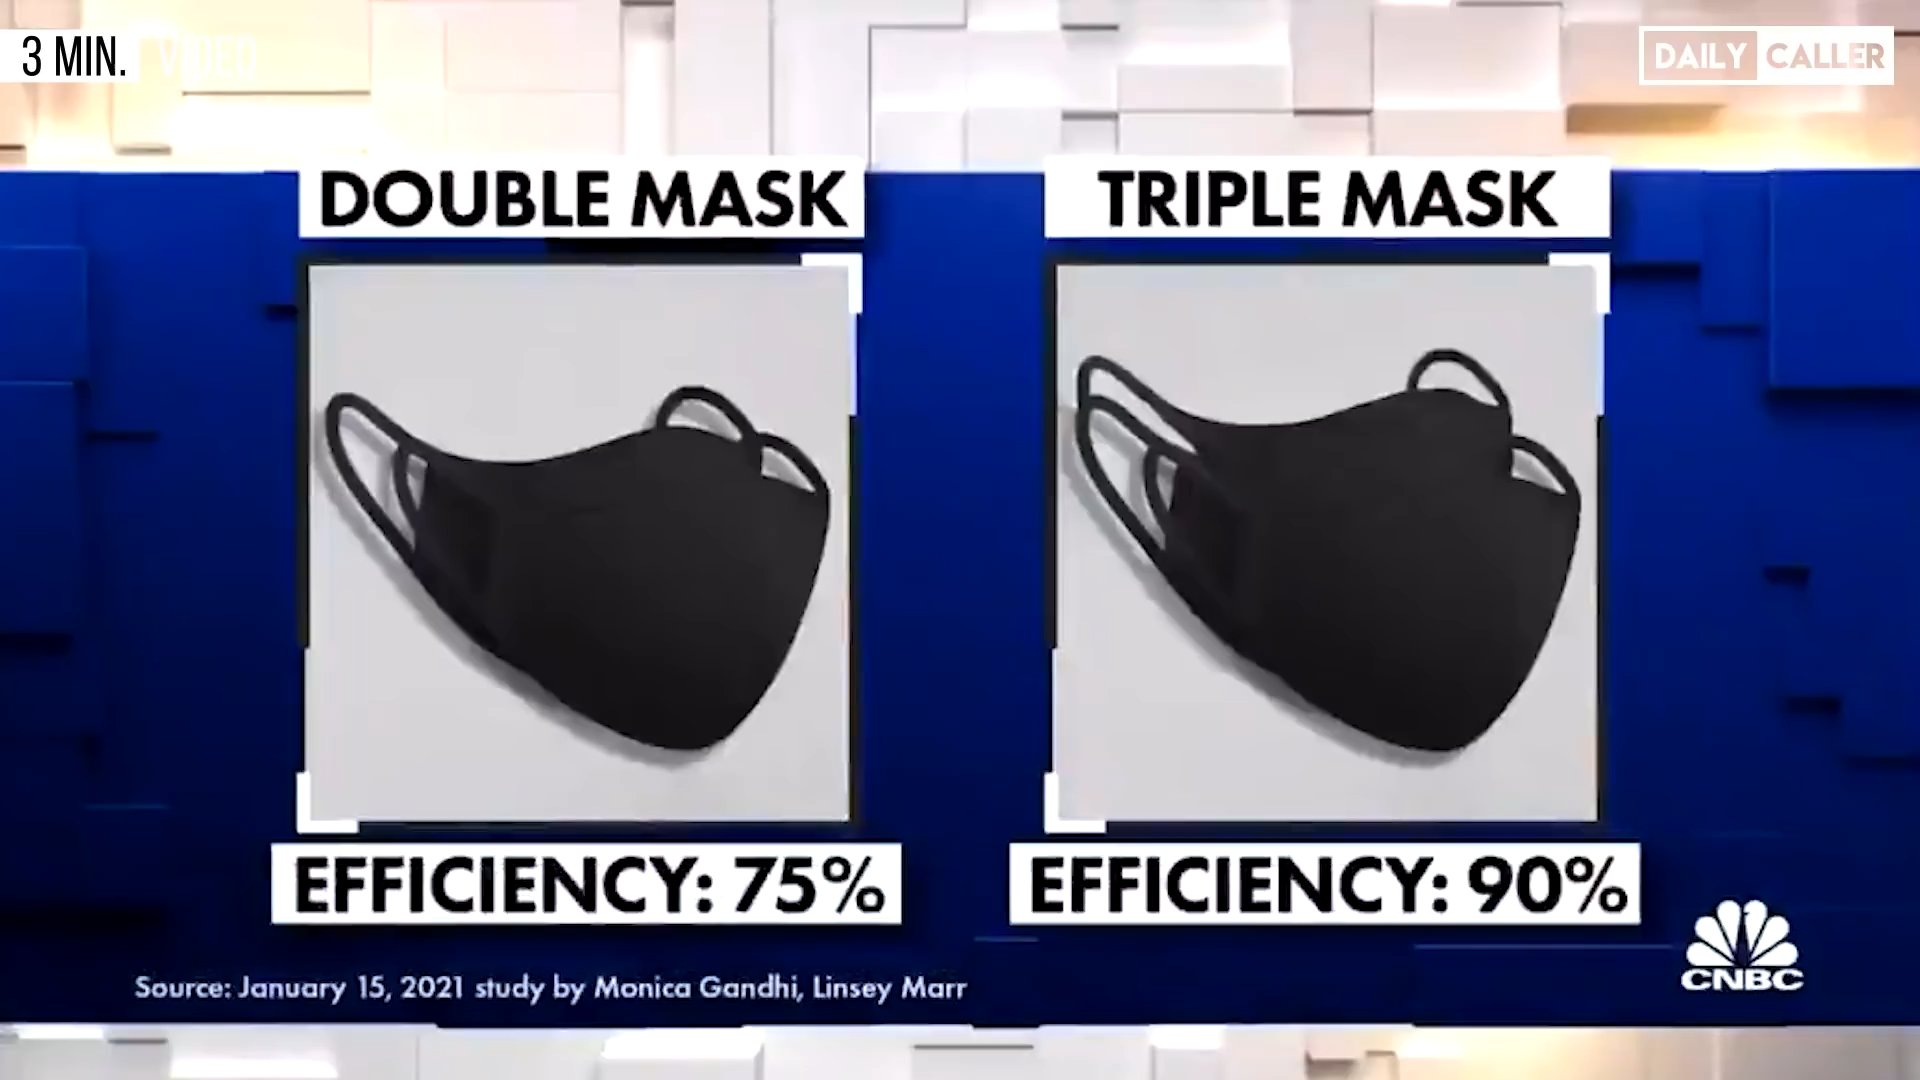 3 MIN. VIDEO
DAILY CALLER
DOUBLE MASK
TRIPLE MASK
EFFICIENCY: 75%
EFFICIENCY: 90%
Source: January 15, 2021 study by Monica Gandhi, Linsey Marr
CNBC